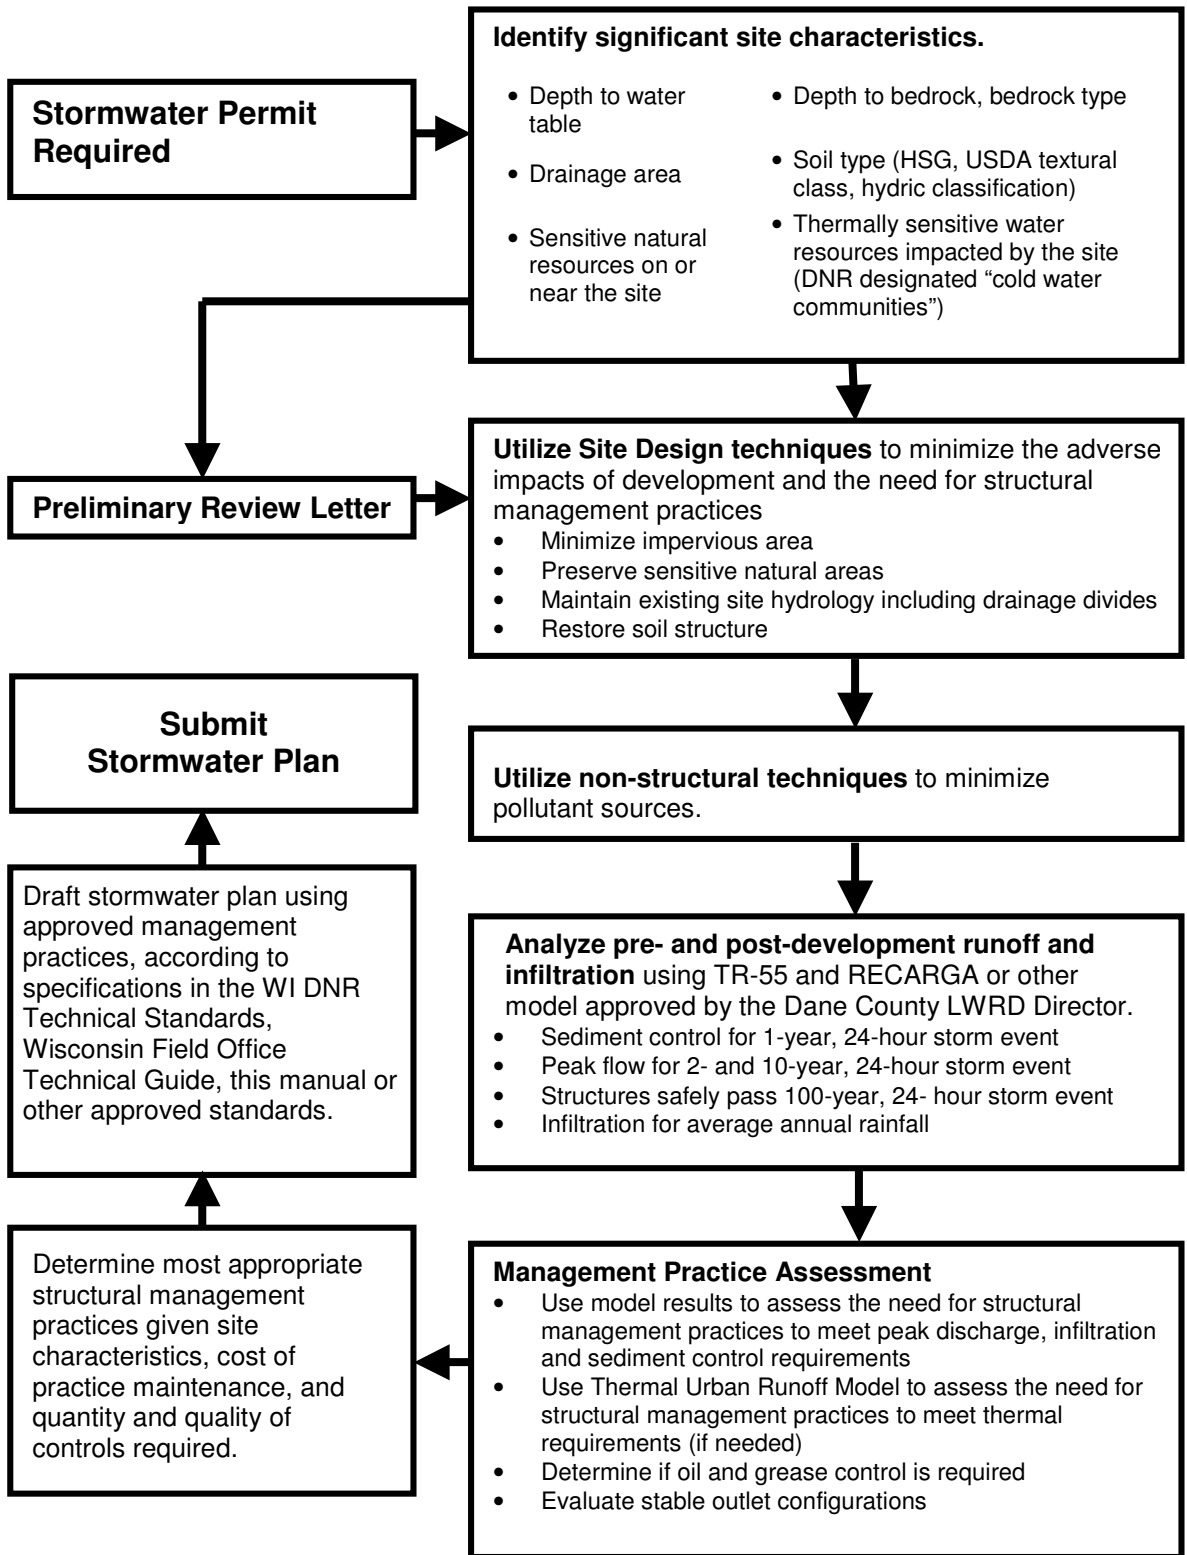 Stormwater Permit
Required
Identify significant site characteristics.
• Depth to water
table
• Drainage area
• Sensitive natural
resources on or
near the site
• Depth to bedrock, bedrock type
• Soil type (HSG, USDA textural
class, hydric classification)
• Thermally sensitive water
resources impacted by the site
(DNR designated “cold water
communities”)
Preliminary Review Letter
Utilize Site Design techniques to minimize the adverse
impacts of development and the need for structural
management practices
• Minimize impervious area
• Preserve sensitive natural areas
• Maintain existing site hydrology including drainage divides
• Restore soil structure
Utilize non-structural techniques to minimize
pollutant sources.
Analyze pre- and post-development runoff and
infiltration using TR-55 and RECARGA or other
model approved by the Dane County LWRD Director.
• Sediment control for 1-year, 24-hour storm event
• Peak flow for 2- and 10-year, 24-hour storm event
• Structures safely pass 100-year, 24- hour storm event
• Infiltration for average annual rainfall
Management Practice Assessment
• Use model results to assess the need for structural
management practices to meet peak discharge, infiltration
and sediment control requirements
• Use Thermal Urban Runoff Model to assess the need for
structural management practices to meet thermal
requirements (if needed)
• Determine if oil and grease control is required
• Evaluate stable outlet configurations
Determine most appropriate
structural management
practices given site
characteristics, cost of
practice maintenance, and
quantity and quality of
controls required.
Draft stormwater plan using
approved management
practices, according to
specifications in the WI DNR
Technical Standards,
Wisconsin Field Office
Technical Guide, this manual or
other approved standards.
Submit
Stormwater Plan